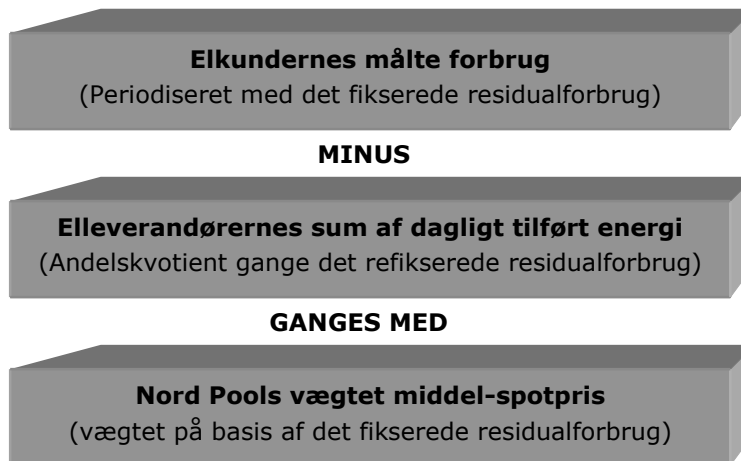 Elkundernes målte forbrug
(Periodiseret med det fikserede residualforbrug)
MINUS
Elleverandørernes sum af dagligt tilført energi
(Andelskvotient gange det refikserede residualforbrug)
GANGES MED
Nord Pools vægtet middel-spotpris
(vægtet på basis af det fikserede residualforbrug)